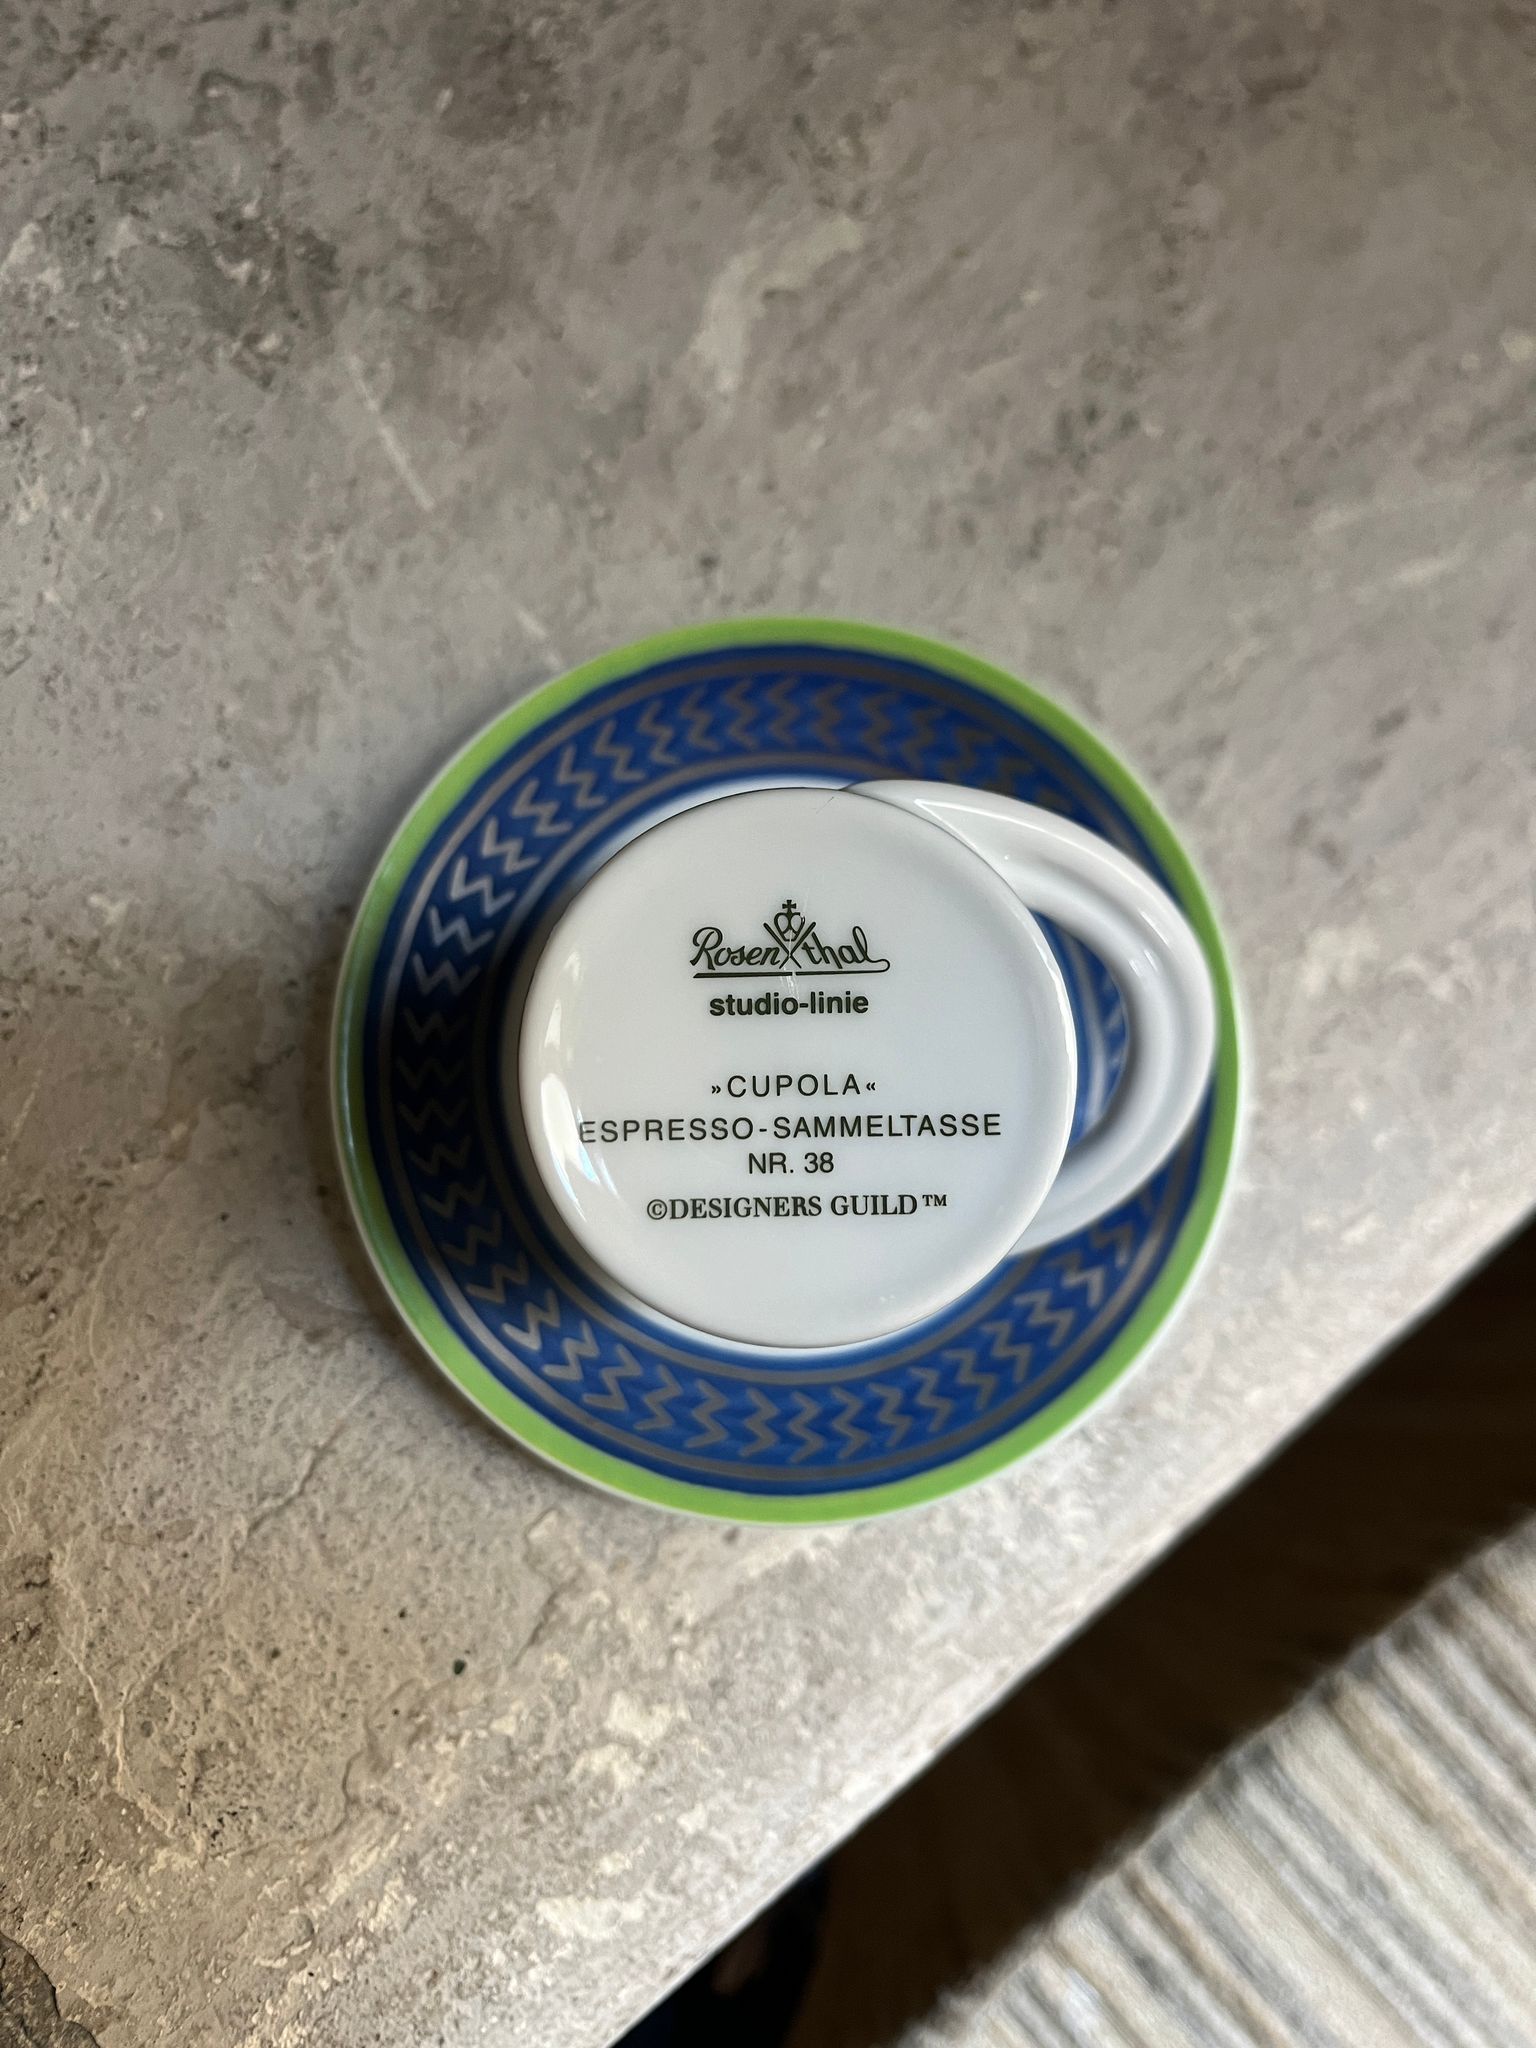 Rosenthal
studio-linie
»CUPOLA«
ESPRESSO-SAMMELTASSE
NR. 38
©DESIGNERS GUILD™